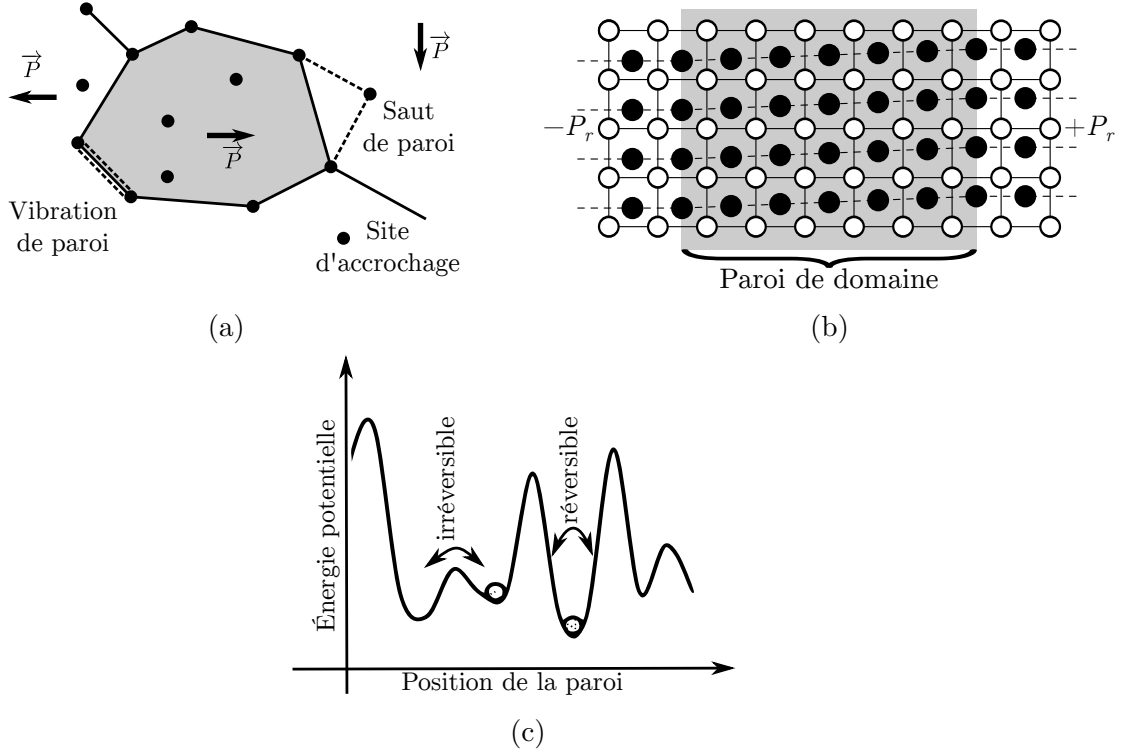 P
P
P
Saut
de paroi
Vibration
de paroi
Site
d'accrochage
(a)
−P_r
+P_r
Paroi de domaine
(b)
Énergie potentielle
irréversible
réversible
Position de la paroi
(c)